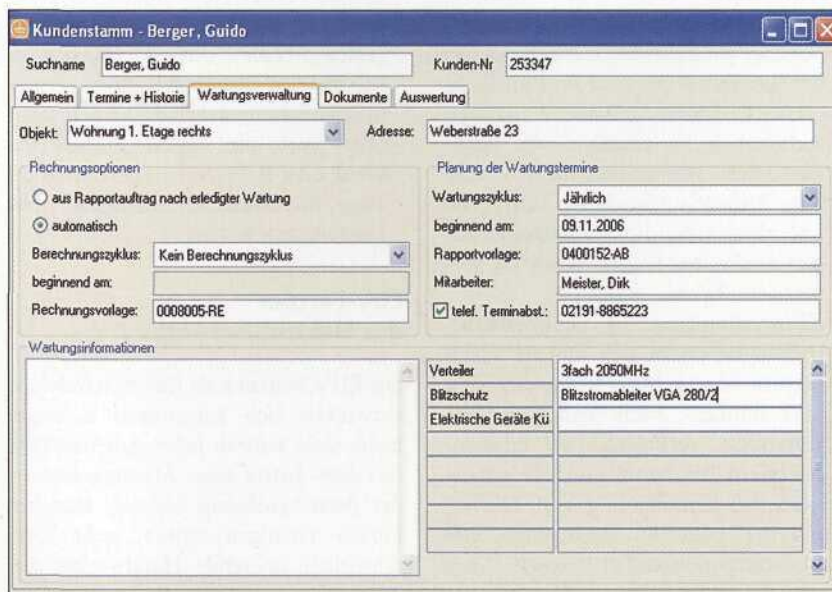 Kundenstamm - Berger, Guido
Suchname Berger, Guido Kunden-Nr 253347
Allgemein Termine + Historie Wartungsverwaltung Dokumente Auswertung
Objekt: Wohnung 1. Etage rechts Adresse: Weberstraße 23
Rechnungsoptionen
aus Rapportauftrag nach erledigter Wartung
automatisch
Berechnungszyklus: Kein Berechnungszyklus
beginnend am:
Rechnungsvorlage: 0008005-RE
Planung der Wartungstermine
Wartungszyklus: Jährlich
beginnend am: 09.11.2006
Rapportvorlage: 0400152-AB
Mitarbeiter: Meister, Dirk
telef. Terminabst.: 02191-8865223
Wartungsinformationen
Verteiler 3fach 2050MHz
Blitzschutz Blitzstromableiter VGA 280/2
Elektrische Geräte Kü